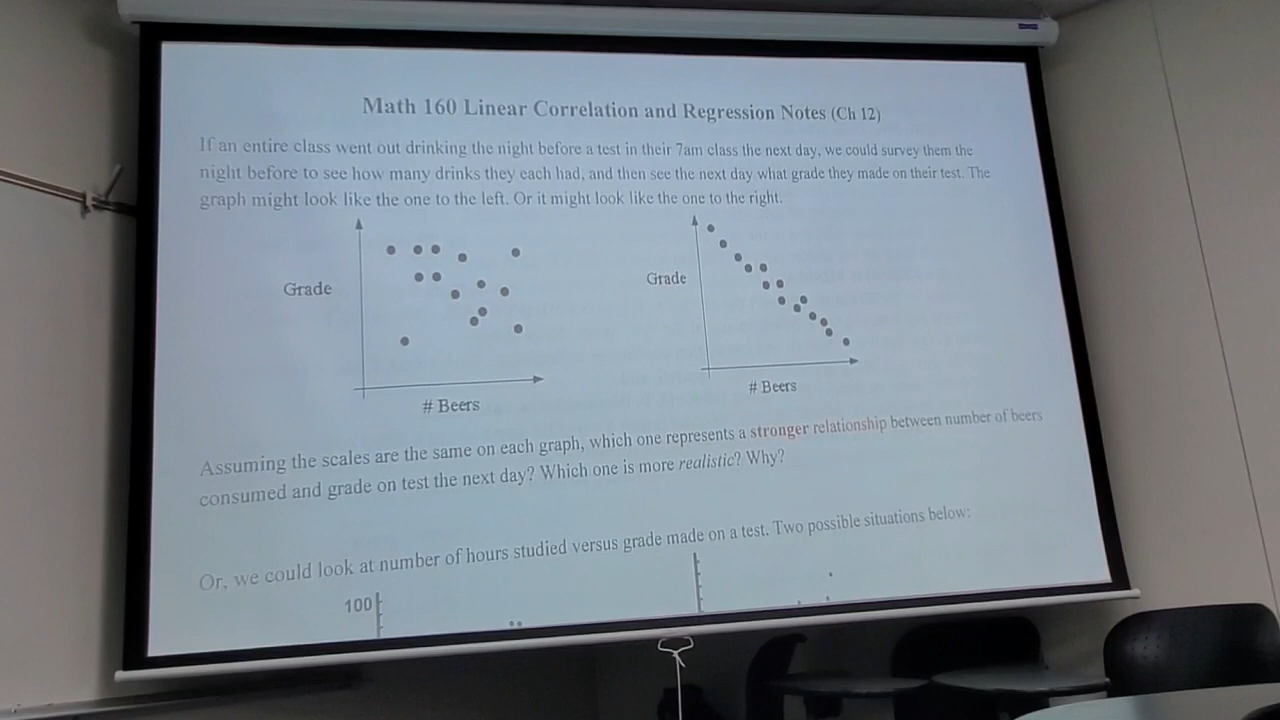 Math 160 Linear Correlation and Regression Notes (Ch 12)
If an entire class went out drinking the night before a test in their 7am class the next day, we could survey them the
night before to see how many drinks they each had, and then see the next day what grade they made on their test. The
graph might look like the one to the left. Or it might look like the one to the right.
Grade
# Beers
Grade
# Beers
Assuming the scales are the same on each graph, which one represents a stronger relationship between number of beers
consumed and grade on test the next day? Which one is more realistic? Why?
Or, we could look at number of hours studied versus grade made on a test. Two possible situations below:
100